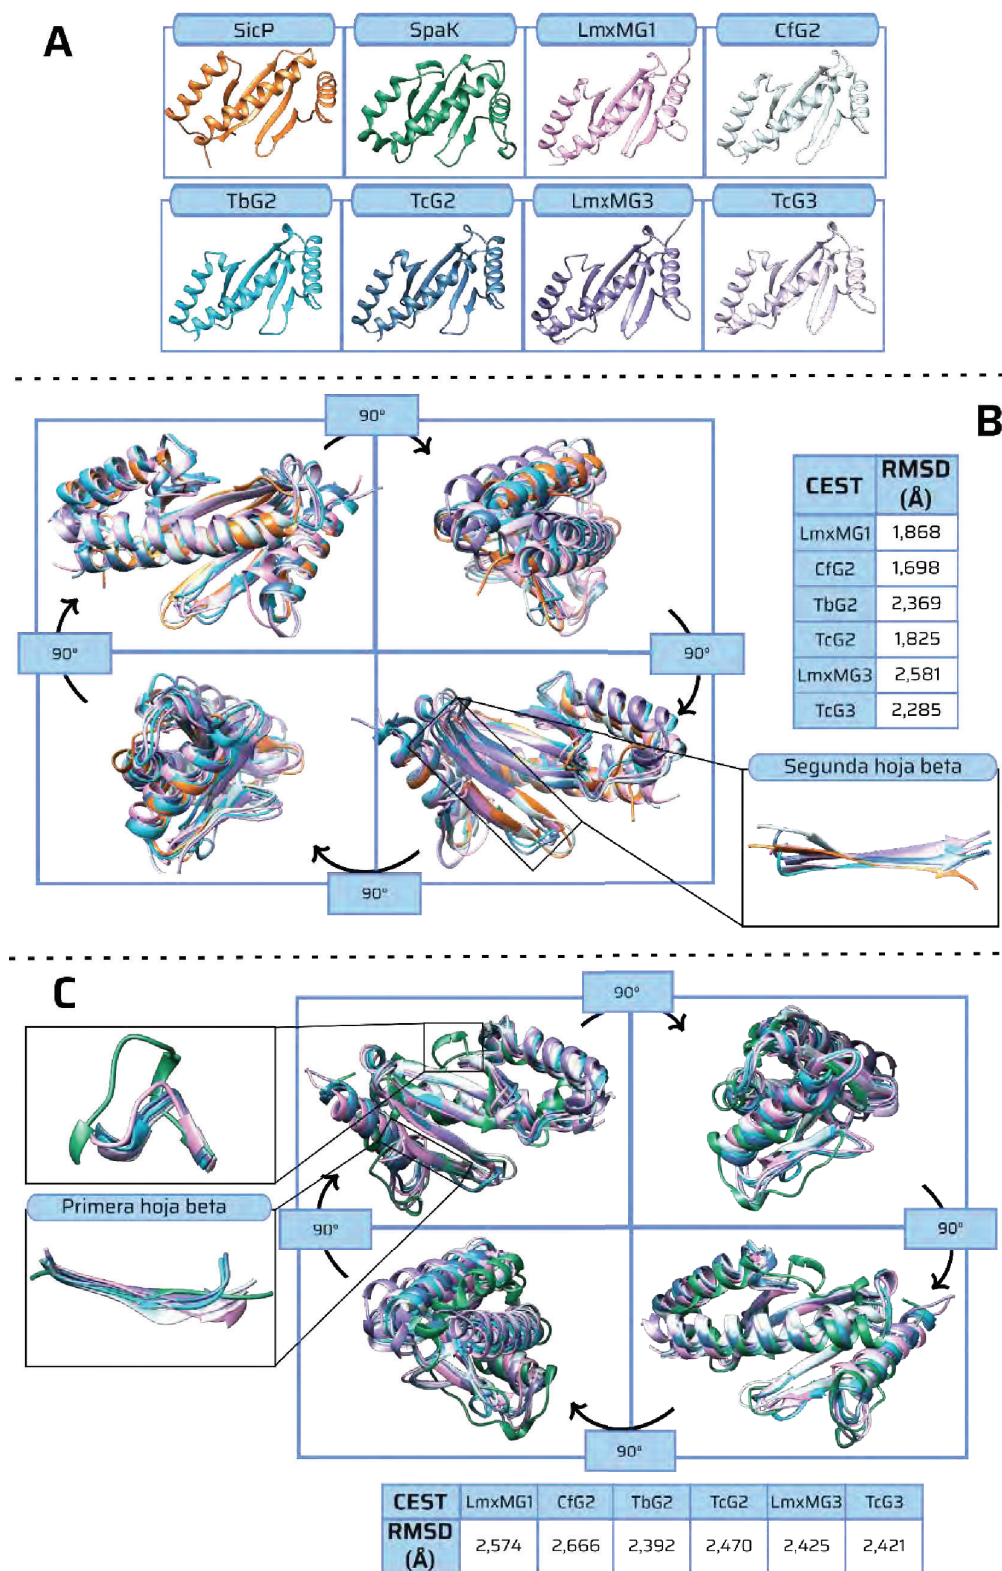 A
SicP SpaK LmxMG1 CfG2
TbG2 TcG2 LmxMG3 TcG3
B
90°
90°
90°
90°
CEST RMSD (Å)
LmxMG1 1,868
CfG2 1,698
TbG2 2,369
TcG2 1,825
LmxMG3 2,581
TcG3 2,285
Segunda hoja beta
C
90°
Primera hoja beta
90°
90°
90°
CEST LmxMG1 CfG2 TbG2 TcG2 LmxMG3 TcG3
RMSD (Å) 2,574 2,666 2,392 2,470 2,425 2,421